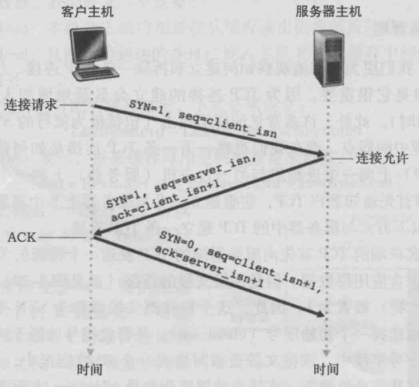 客户主机
服务器主机
连接请求
SYN=1, seq=client_isn
连接允许
SYN=1, seq=server_isn,
ack=client_isn+1
ACK
SYN=0, seq=client_isn+1,
ack=server_isn+1
时间
时间